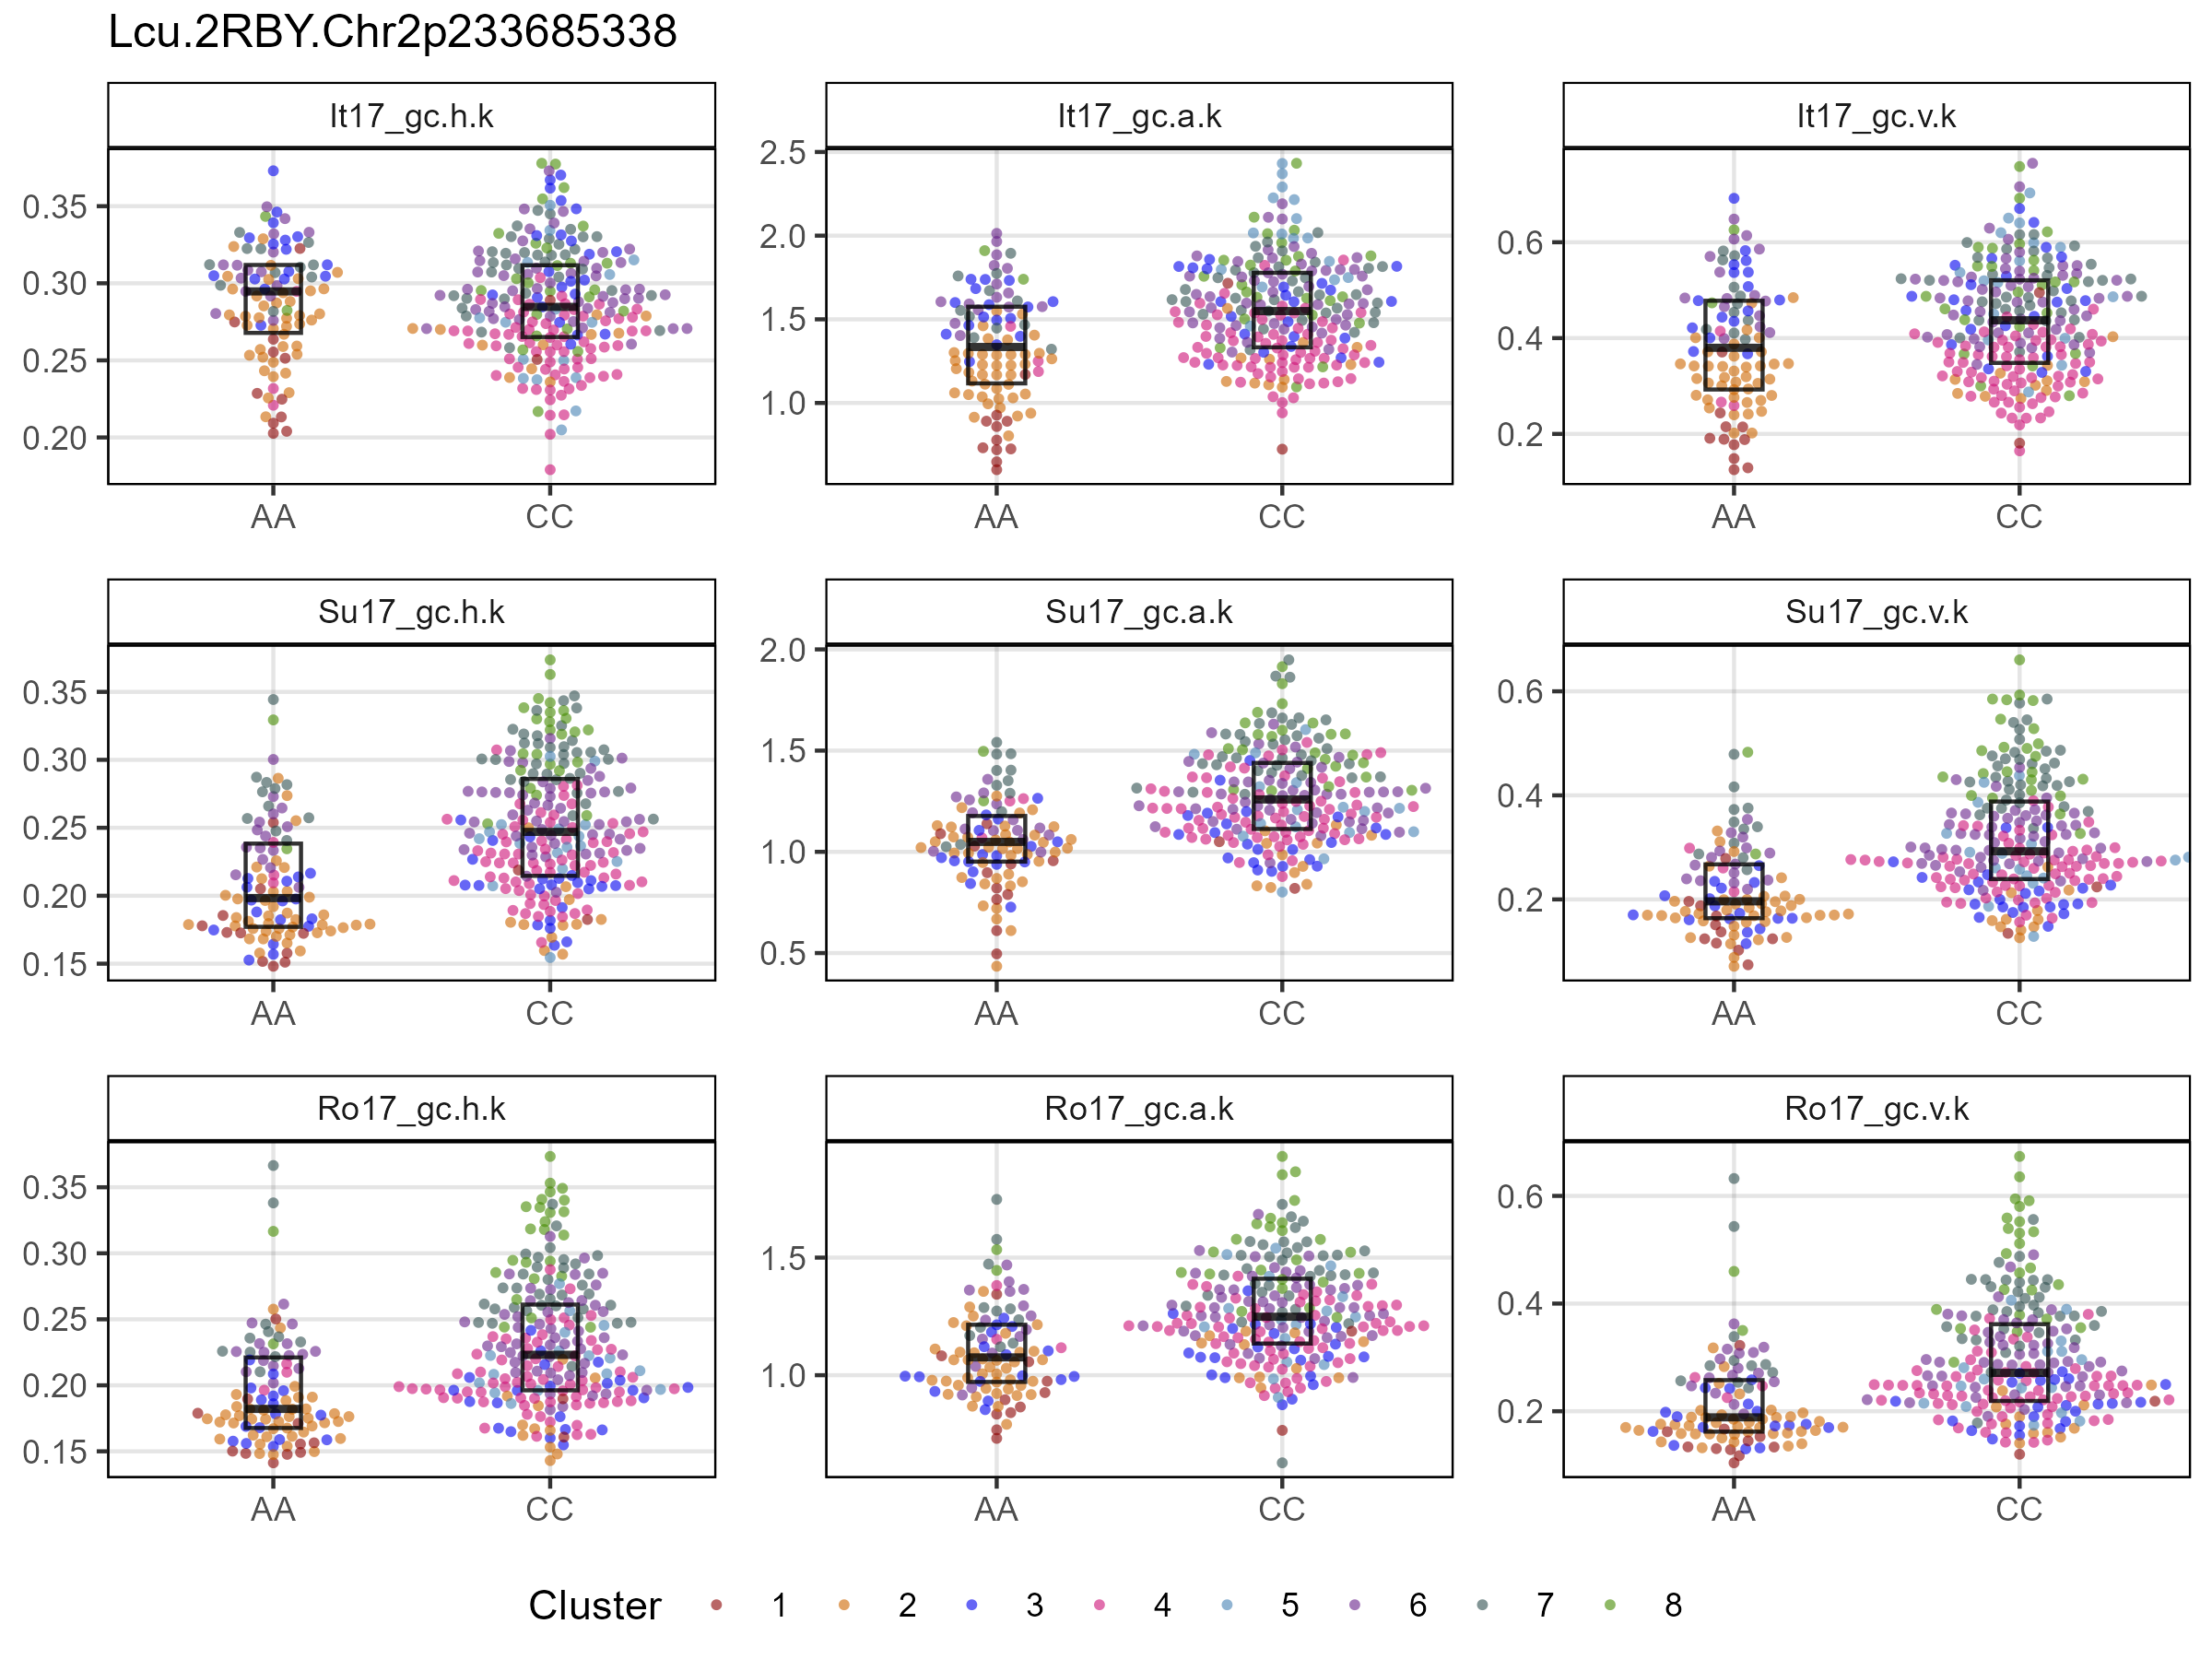 Lcu.2RBY.Chr2p233685338
It17_gc.h.k
It17_gc.a.k
It17_gc.v.k
0.35
0.30
0.25
0.20
2.5
2.0
1.5
1.0
0.6
0.4
0.2
AA
CC
AA
CC
AA
CC
Su17_gc.h.k
Su17_gc.a.k
Su17_gc.v.k
0.35
0.30
0.25
0.20
0.15
2.0
1.5
1.0
0.5
0.6
0.4
0.2
AA
CC
AA
CC
AA
CC
Ro17_gc.h.k
Ro17_gc.a.k
Ro17_gc.v.k
0.35
0.30
0.25
0.20
0.15
1.5
1.0
0.6
0.4
0.2
AA
CC
AA
CC
AA
CC
Cluster 1 2 3 4 5 6 7 8